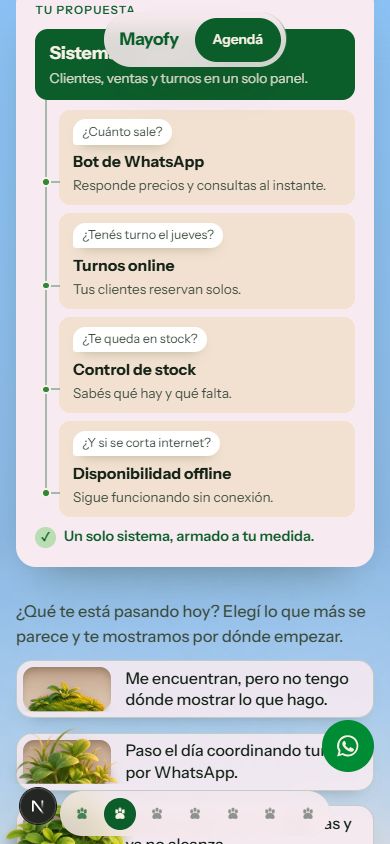 TU PROPUESTA
Mayofy
Agendá
Sistem
Clientes, ventas y turnos en un solo panel.
¿Cuánto sale?
Bot de WhatsApp
Responde precios y consultas al instante.
¿Tenés turno el jueves?
Turnos online
Tus clientes reservan solos.
¿Te queda en stock?
Control de stock
Sabés qué hay y qué falta.
¿Y si se corta internet?
Disponibilidad offline
Sigue funcionando sin conexión.
Un solo sistema, armado a tu medida.
¿Qué te está pasando hoy? Elegí lo que más se
parece y te mostramos por dónde empezar.
Me encuentran, pero no tengo
dónde mostrar lo que hago.
Paso el día coordinando
por WhatsApp.
N
as y
ya no alcanza